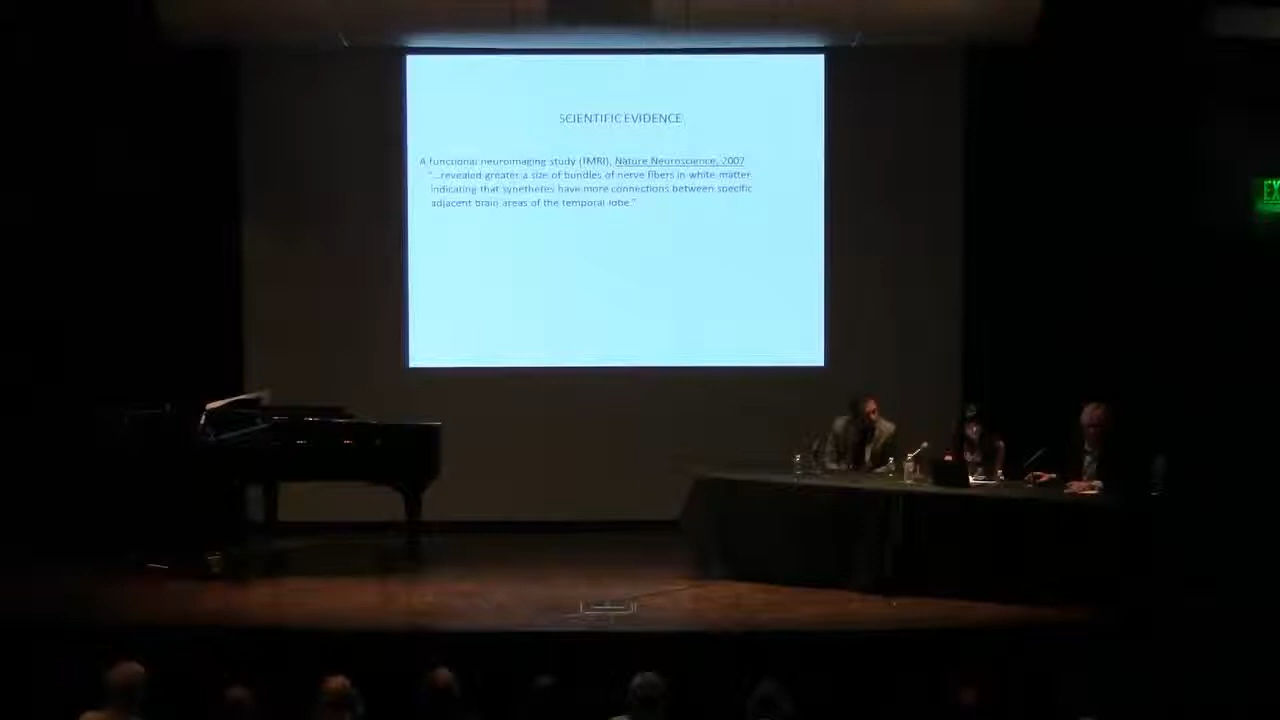 SCIENTIFIC EVIDENCE
A functional neuroimaging study (fMRI), Nature Neuroscience, 2007
"...revealed greater a size of bundles of nerve fibers in white matter
indicating that synethetes have more connections between specific
adjacent brain areas of the temporal lobe."
EX